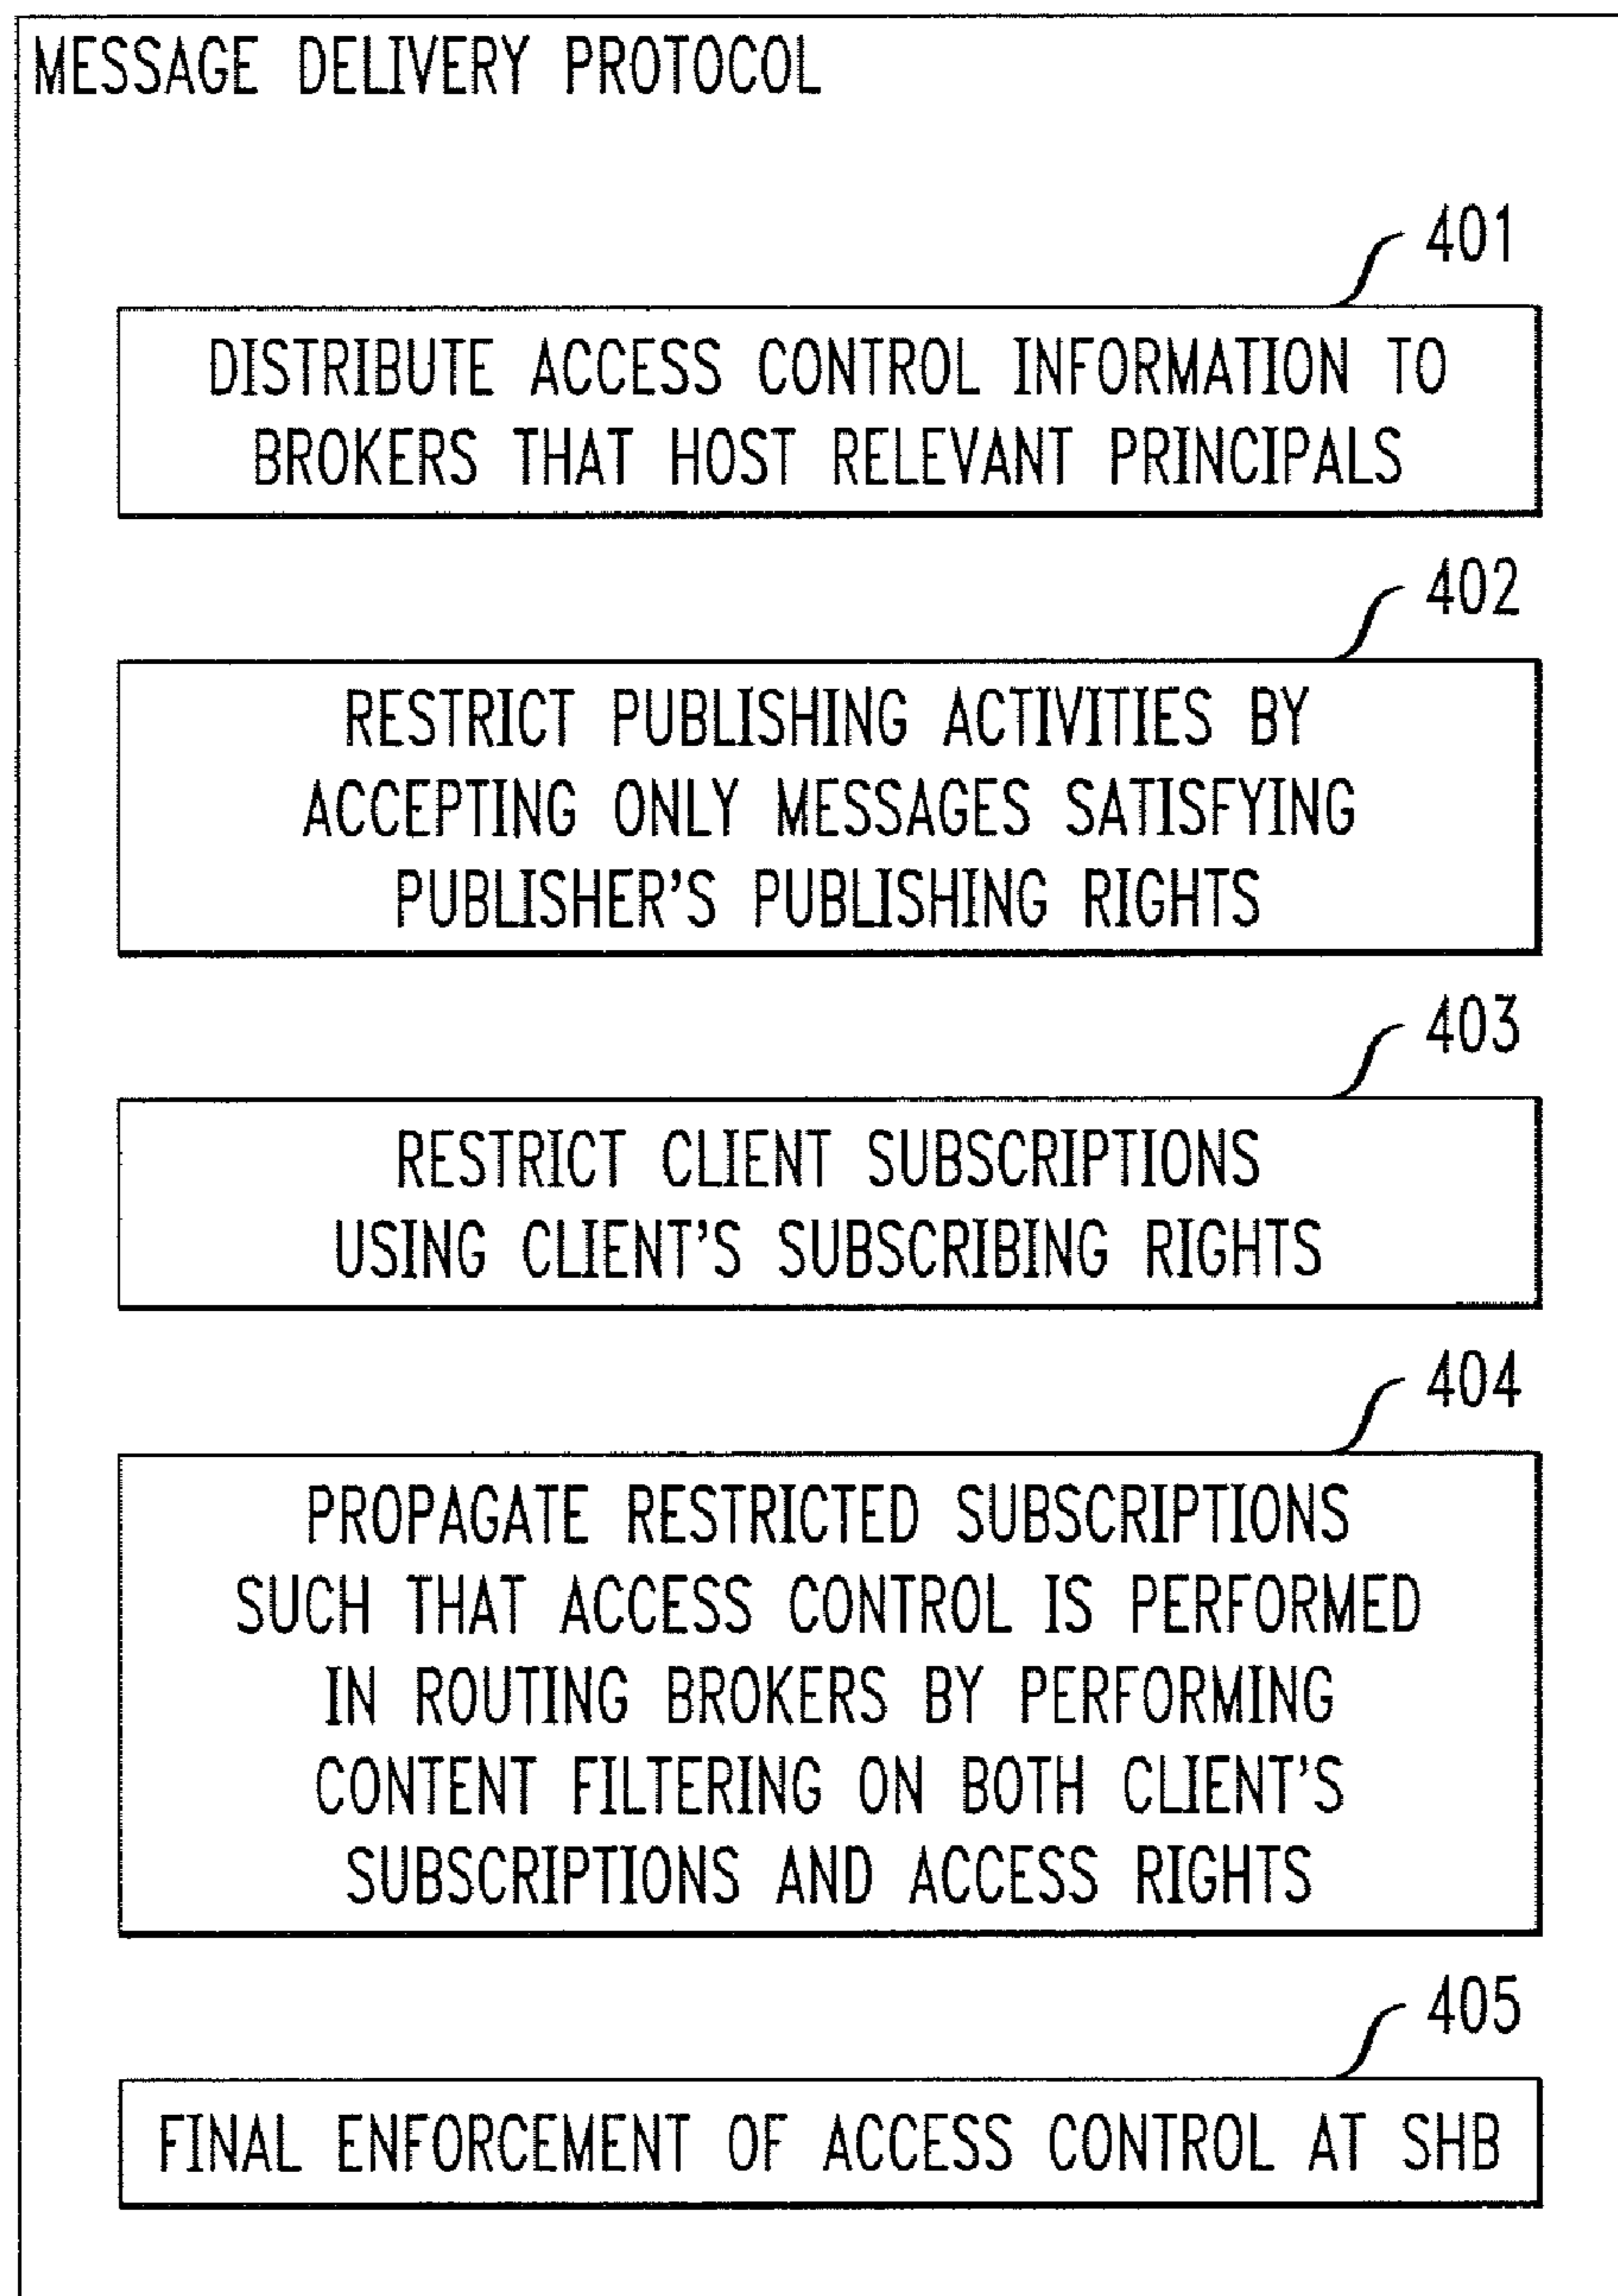 MESSAGE DELIVERY PROTOCOL
401
DISTRIBUTE ACCESS CONTROL INFORMATION TO
BROKERS THAT HOST RELEVANT PRINCIPALS
402
RESTRICT PUBLISHING ACTIVITIES BY
ACCEPTING ONLY MESSAGES SATISFYING
PUBLISHER'S PUBLISHING RIGHTS
403
RESTRICT CLIENT SUBSCRIPTIONS
USING CLIENT'S SUBSCRIBING RIGHTS
404
PROPAGATE RESTRICTED SUBSCRIPTIONS
SUCH THAT ACCESS CONTROL IS PERFORMED
IN ROUTING BROKERS BY PERFORMING
CONTENT FILTERING ON BOTH CLIENT'S
SUBSCRIPTIONS AND ACCESS RIGHTS
405
FINAL ENFORCEMENT OF ACCESS CONTROL AT SHB